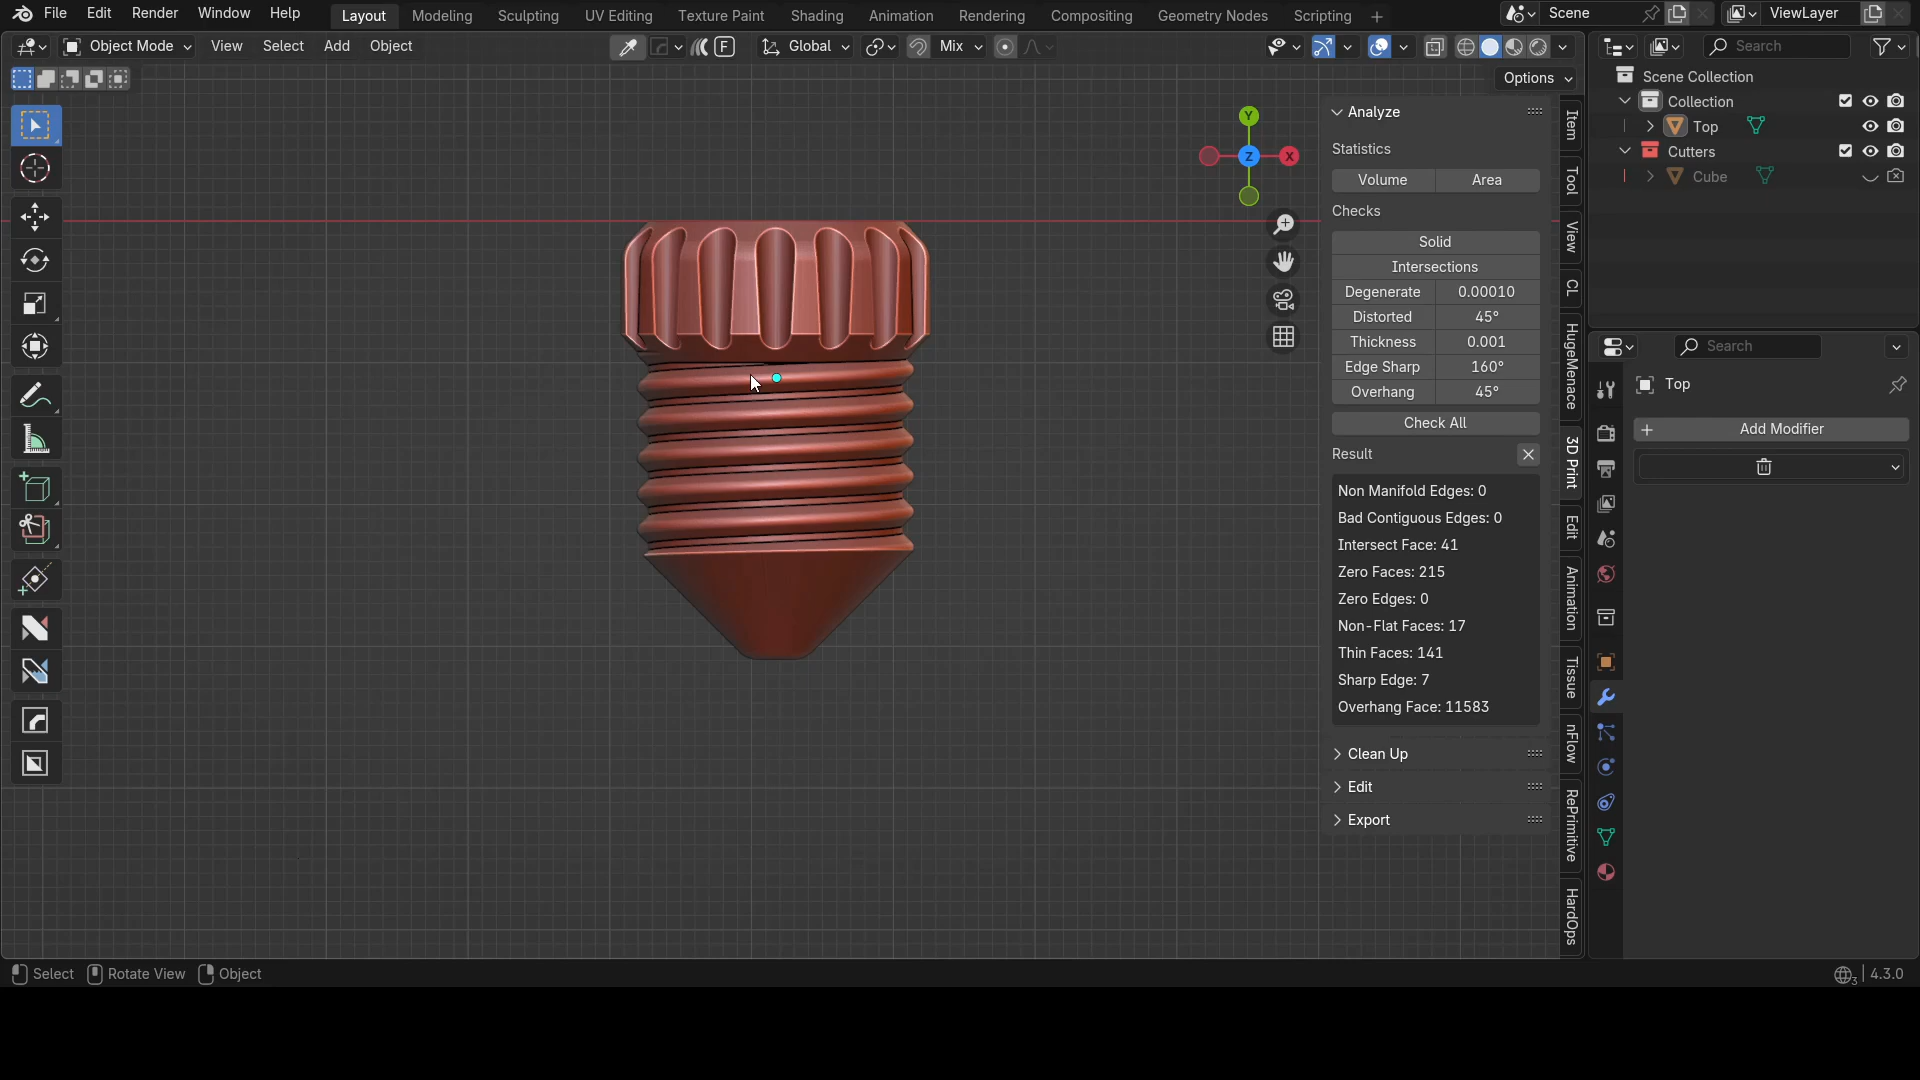 File Edit Render Window Help Layout Modeling Sculpting UV Editing Texture Paint Shading Animation Rendering Compositing Geometry Nodes Scripting + Scene ViewLayer
Object Mode View Select Add Object F Global Mix Search
Options
Y
X
Z
Analyze
Statistics
Volume Area
Checks
Solid
Intersections
Degenerate 0.00010
Distorted 45°
Thickness 0.001
Edge Sharp 160°
Overhang 45°
Check All
Result
Non Manifold Edges: 0
Bad Contiguous Edges: 0
Intersect Face: 41
Zero Faces: 215
Zero Edges: 0
Non-Flat Faces: 17
Thin Faces: 141
Sharp Edge: 7
Overhang Face: 11583
Clean Up
Edit
Export
Item
Tool
View
CL
HugeMenace
3D Print
Edit
Animation
Tissue
nFlow
RePrimitive
HardOps
Scene Collection
Collection
Top
Cutters
Cube
Search
Top
+ Add Modifier
Select Rotate View Object 3 4.3.0